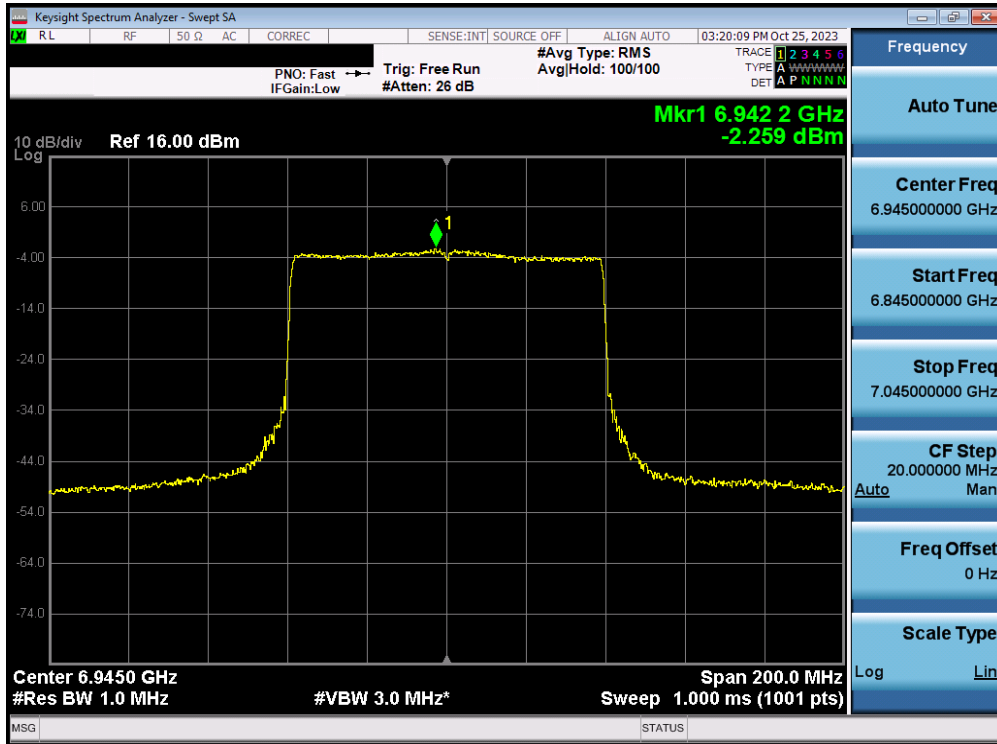 Keysight Spectrum Analyzer - Swept SA
LXI RL RF 50 Ω AC CORREC SENSE:INT SOURCE OFF ALIGN AUTO 03:20:09 PM Oct 25, 2023
#Avg Type: RMS TRACE 1 2 3 4 5 6
PNO: Fast Trig: Free Run Avg|Hold: 100/100 TYPE A WWWWW
IFGain:Low #Atten: 26 dB DET A P N N N N
Mkr1 6.942 2 GHz
-2.259 dBm
10 dB/div Ref 16.00 dBm
Log
1
6.00
-4.00
-14.0
-24.0
-34.0
-44.0
-54.0
-64.0
-74.0
Center 6.9450 GHz Span 200.0 MHz
#Res BW 1.0 MHz #VBW 3.0 MHz* Sweep 1.000 ms (1001 pts)
MSG STATUS
Frequency
Auto Tune
Center Freq
6.945000000 GHz
Start Freq
6.845000000 GHz
Stop Freq
7.045000000 GHz
CF Step
20.000000 MHz
Auto Man
Freq Offset
0 Hz
Scale Type
Log Lin